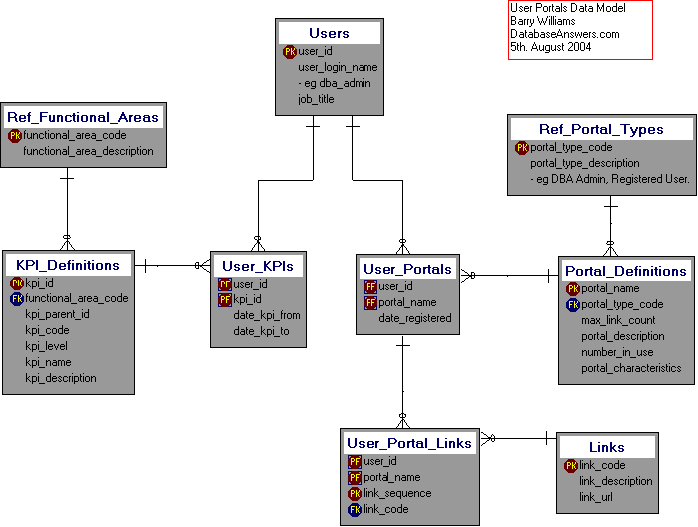 User Portals Data Model
Barry Williams
DatabaseAnswers.com
5th. August 2004
Users
PK user_id
user_login_name
- eg dba_admin
job_title
Ref_Functional_Areas
PK functional_area_code
functional_area_description
Ref_Portal_Types
PK portal_type_code
portal_type_description
- eg DBA Admin, Registered User.
KPI_Definitions
PK kpi_id
FK functional_area_code
kpi_parent_id
kpi_code
kpi_level
kpi_name
kpi_description
User_KPIs
PF user_id
PF kpi_id
date_kpi_from
date_kpi_to
User_Portals
PF user_id
PF portal_name
date_registered
Portal_Definitions
PK portal_name
FK portal_type_code
max_link_count
portal_description
number_in_use
portal_characteristics
User_Portal_Links
PF user_id
PF portal_name
PK link_sequence
FK link_code
Links
PK link_code
link_description
link_url